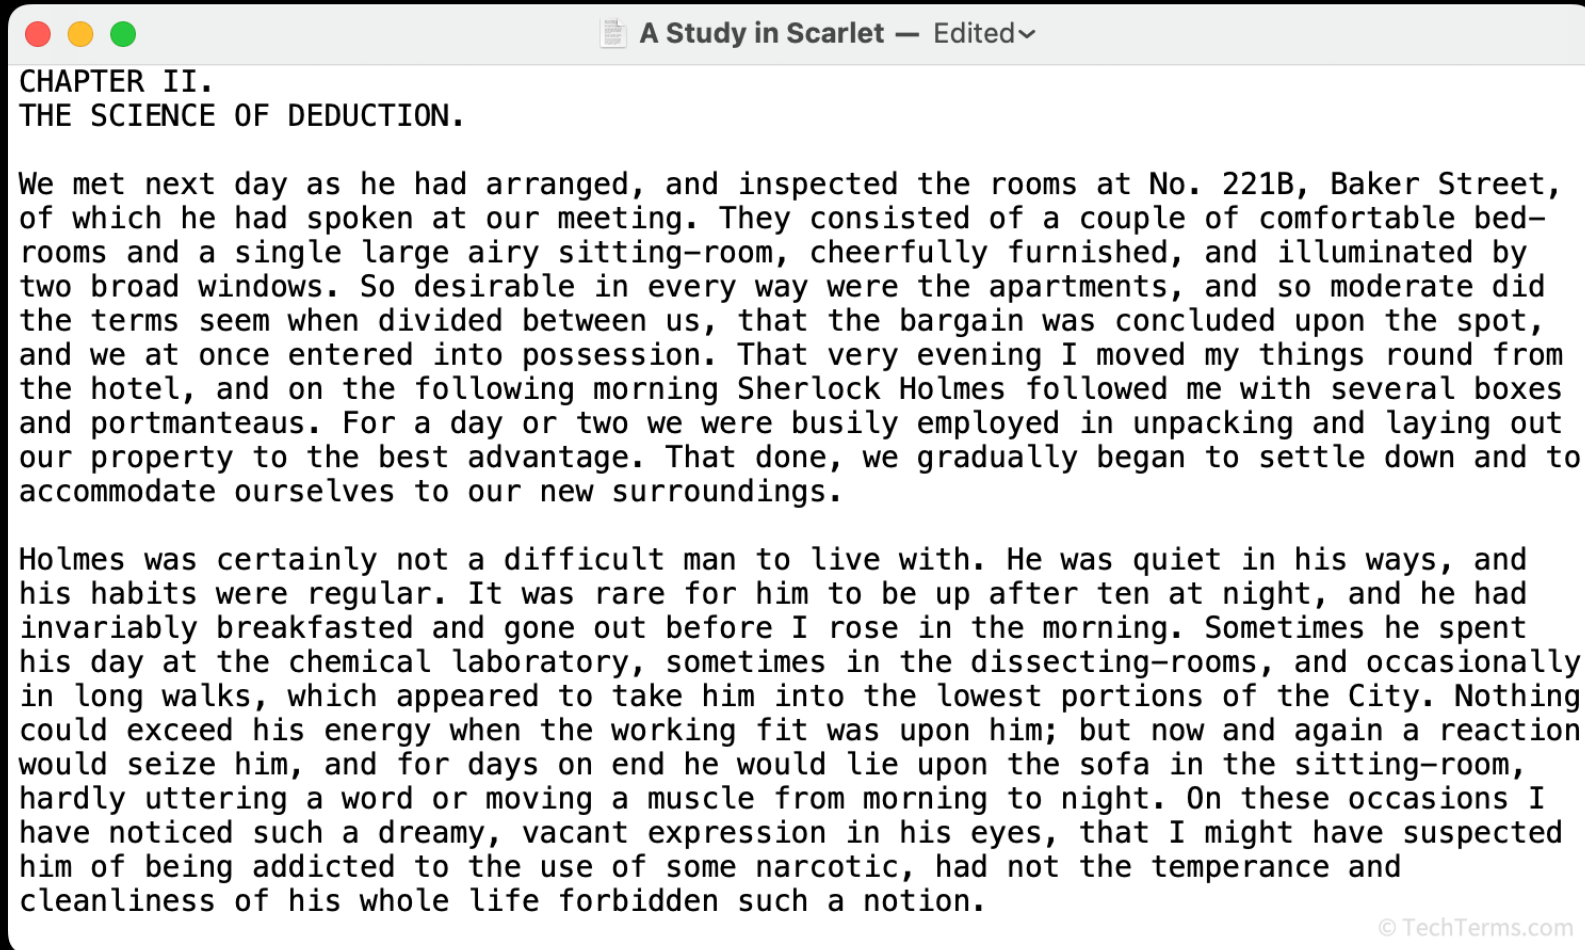 A Study in Scarlet — Edited
CHAPTER II.
THE SCIENCE OF DEDUCTION.
We met next day as he had arranged, and inspected the rooms at No. 221B, Baker Street,
of which he had spoken at our meeting. They consisted of a couple of comfortable bed-
rooms and a single large airy sitting-room, cheerfully furnished, and illuminated by
two broad windows. So desirable in every way were the apartments, and so moderate did
the terms seem when divided between us, that the bargain was concluded upon the spot,
and we at once entered into possession. That very evening I moved my things round from
the hotel, and on the following morning Sherlock Holmes followed me with several boxes
and portmanteaus. For a day or two we were busily employed in unpacking and laying out
our property to the best advantage. That done, we gradually began to settle down and to
accommodate ourselves to our new surroundings.
Holmes was certainly not a difficult man to live with. He was quiet in his ways, and
his habits were regular. It was rare for him to be up after ten at night, and he had
invariably breakfasted and gone out before I rose in the morning. Sometimes he spent
his day at the chemical laboratory, sometimes in the dissecting-rooms, and occasionally
in long walks, which appeared to take him into the lowest portions of the City. Nothing
could exceed his energy when the working fit was upon him; but now and again a reaction
would seize him, and for days on end he would lie upon the sofa in the sitting-room,
hardly uttering a word or moving a muscle from morning to night. On these occasions I
have noticed such a dreamy, vacant expression in his eyes, that I might have suspected
him of being addicted to the use of some narcotic, had not the temperance and
cleanliness of his whole life forbidden such a notion.
© TechTerms.com